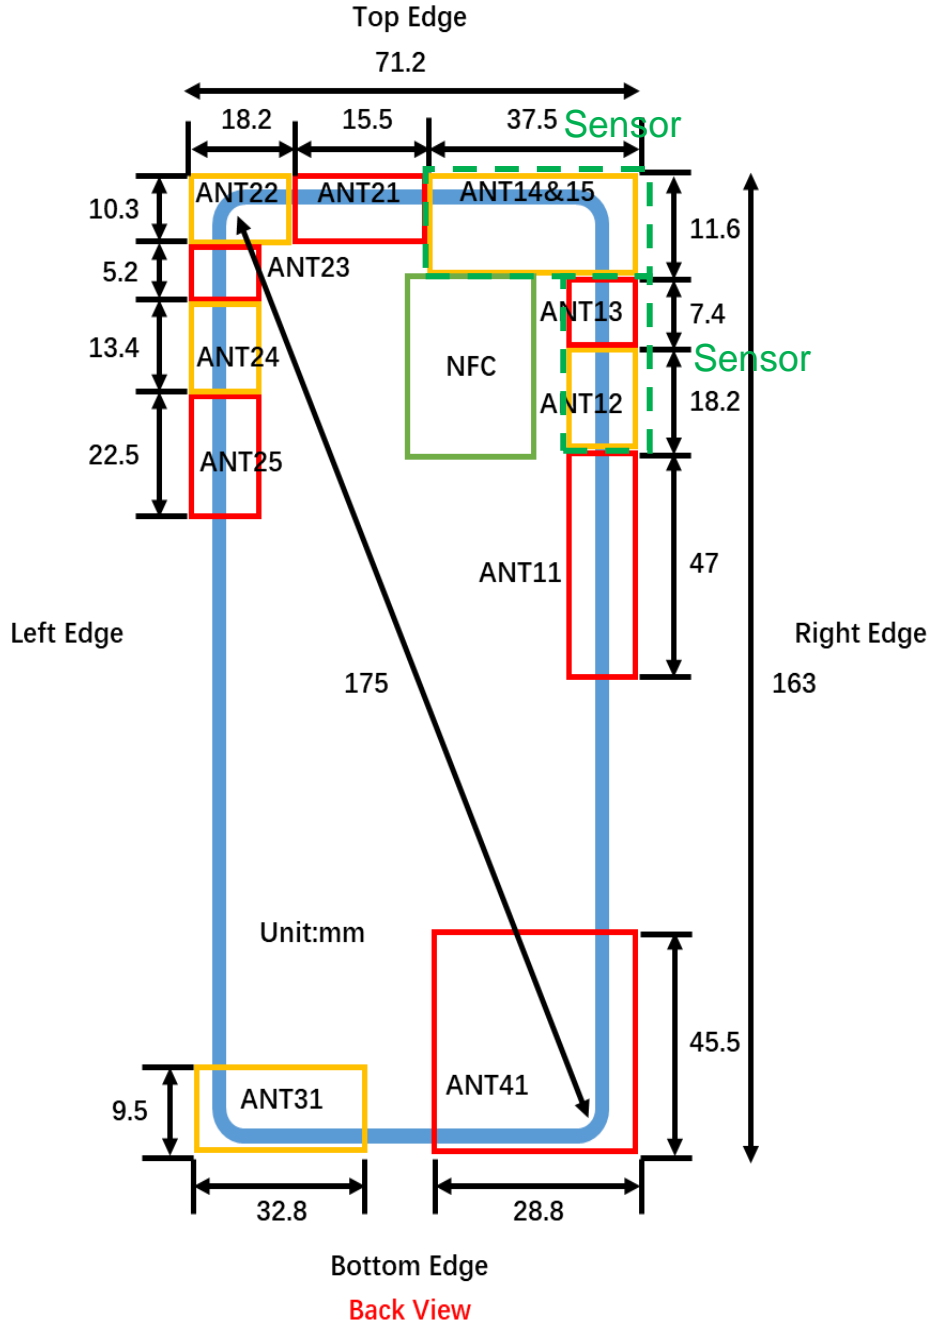 Top Edge
71.2
18.2
15.5
37.5
Sensor
ANT22
ANT21
ANT14&15
10.3
11.6
5.2
ANT23
ANT13
7.4
13.4
ANT24
NFC
Sensor
ANT12
18.2
22.5
ANT25
ANT11
47
Left Edge
Right Edge
175
163
Unit:mm
45.5
ANT31
ANT41
9.5
32.8
28.8
Bottom Edge
Back View